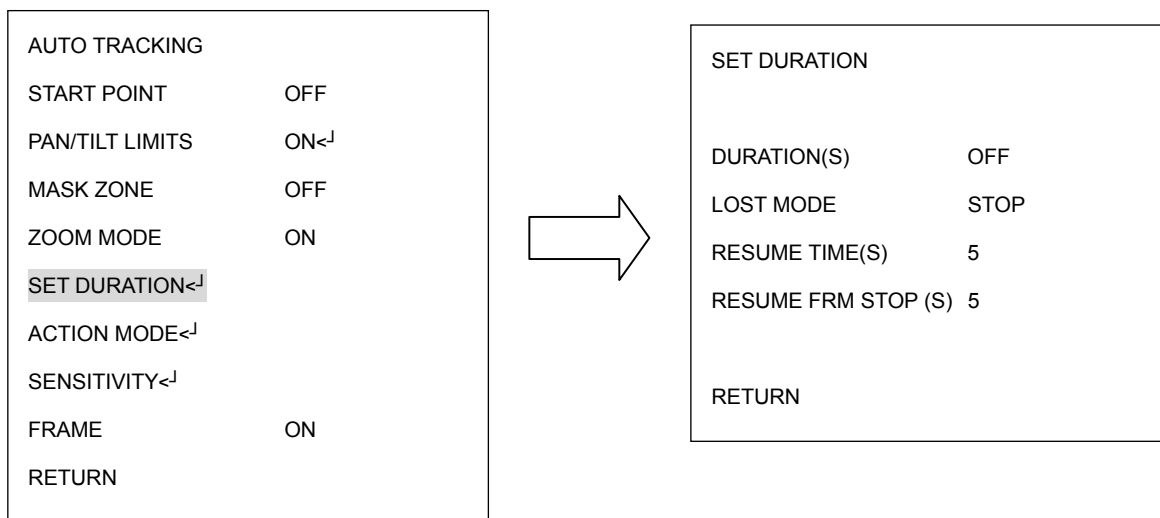 AUTO TRACKING
START POINT OFF
PAN/TILT LIMITS ON<┘
MASK ZONE OFF
ZOOM MODE ON
SET DURATION<┘
ACTION MODE<┘
SENSITIVITY<┘
FRAME ON
RETURN
SET DURATION
DURATION(S) OFF
LOST MODE STOP
RESUME TIME(S) 5
RESUME FRM STOP (S) 5
RETURN